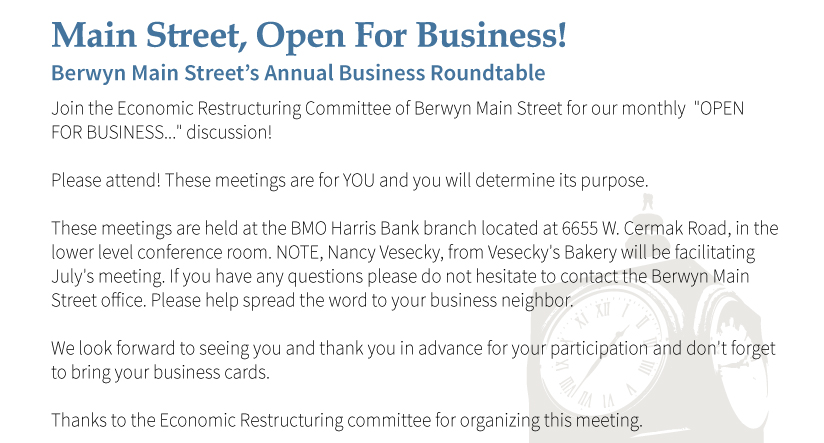 Main Street, Open For Business!
Berwyn Main Street’s Annual Business Roundtable
Join the Economic Restructuring Committee of Berwyn Main Street for our monthly  "OPEN
FOR BUSINESS..." discussion!
Please attend! These meetings are for YOU and you will determine its purpose.
These meetings are held at the BMO Harris Bank branch located at 6655 W. Cermak Road, in the
lower level conference room. NOTE, Nancy Vesecky, from Vesecky's Bakery will be facilitating
July's meeting. If you have any questions please do not hesitate to contact the Berwyn Main
Street office. Please help spread the word to your business neighbor.
We look forward to seeing you and thank you in advance for your participation and don't forget
to bring your business cards.
Thanks to the Economic Restructuring committee for organizing this meeting.